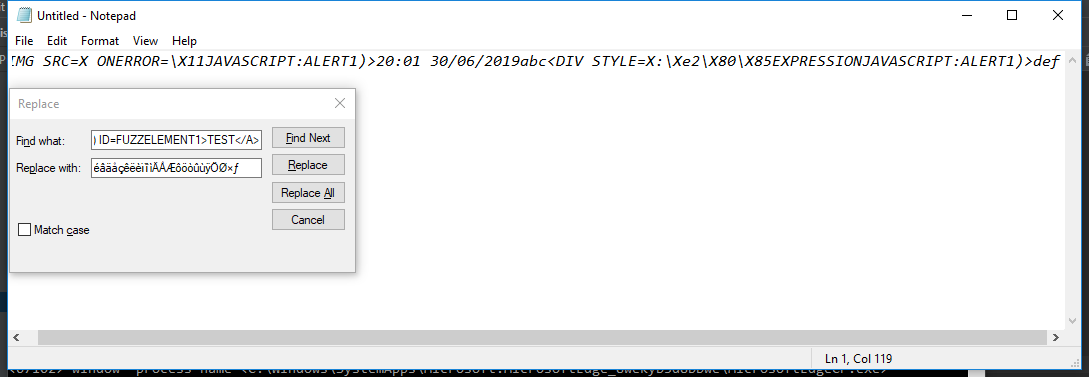 Untitled - Notepad
File Edit Format View Help
IMG SRC=X ONERROR=\X11JAVASCRIPT:ALERT1)>20:01 30/06/2019abc<DIV STYLE=X:\Xe2\X80\X85EXPRESSIONJAVASCRIPT:ALERT1)>def
Replace
Find what: ) ID=FUZZELEMENT1>TEST</A> Find Next
Replace with: éâäàçêëèïîìÄÅÆôöòûùÿÕØ×ƒ Replace
Replace All
Cancel
Match case
Ln 1, Col 119